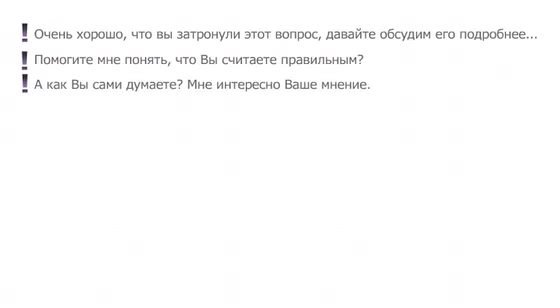 Очень хорошо, что вы затронули этот вопрос, давайте обсудим его подробнее...
Помогите мне понять, что Вы считаете правильным?
А как Вы сами думаете? Мне интересно Ваше мнение.